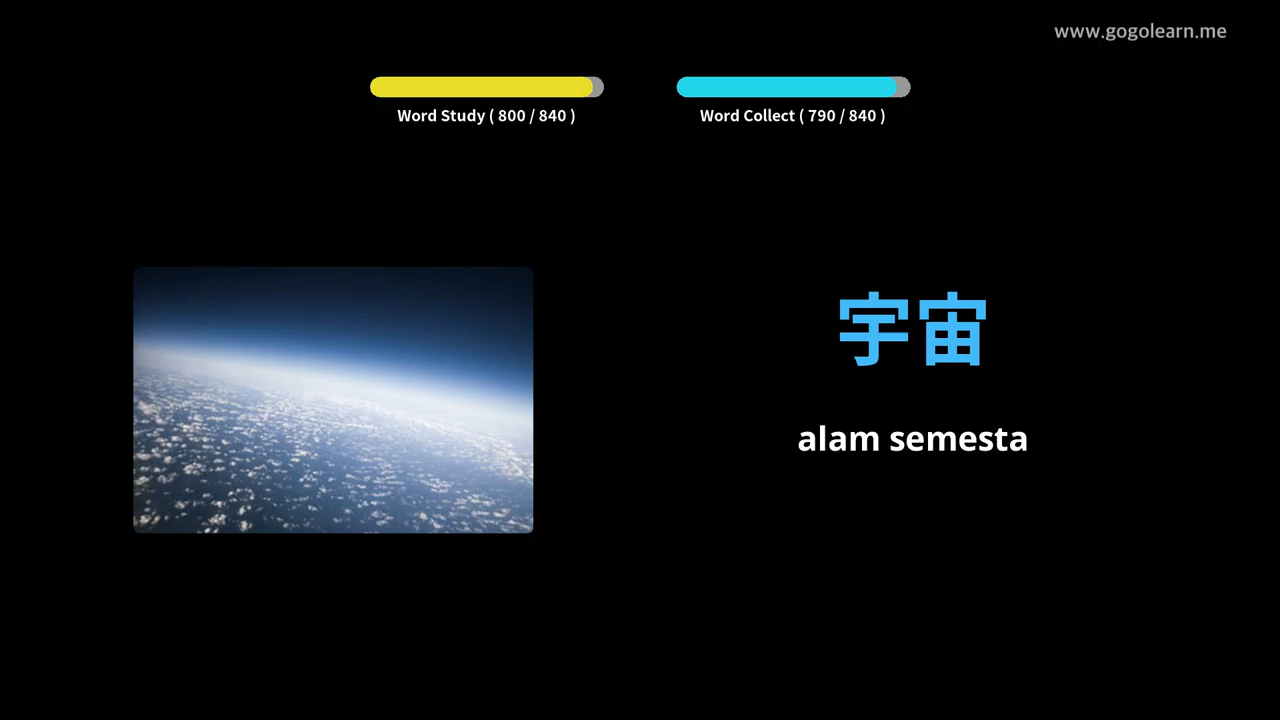 www.gogolearn.me
Word Study ( 800 / 840 )
Word Collect ( 790 / 840 )
宇宙
alam semesta